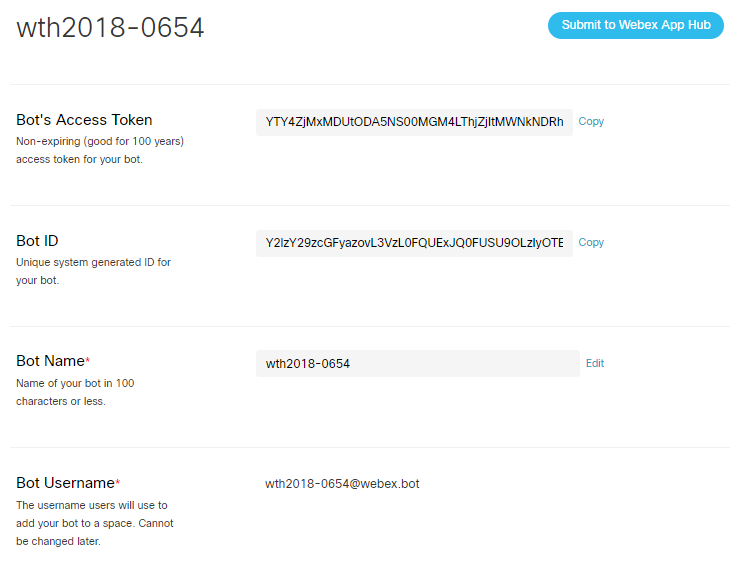 wth2018-0654
Submit to Webex App Hub
Bot's Access Token
YTY4ZjMxMDUtODA5NS00MGM4LThjZjItMWNkNDRh
Copy
Non-expiring (good for 100 years)
access token for your bot.
Bot ID
Y2lzY29zcGFyazovL3VzL0FQUExJQ0FUSU9OLzIyOTE
Copy
Unique system generated ID for
your bot.
Bot Name*
wth2018-0654
Edit
Name of your bot in 100
characters or less.
Bot Username*
wth2018-0654@webex.bot
The username users will use to
add your bot to a space. Cannot
be changed later.